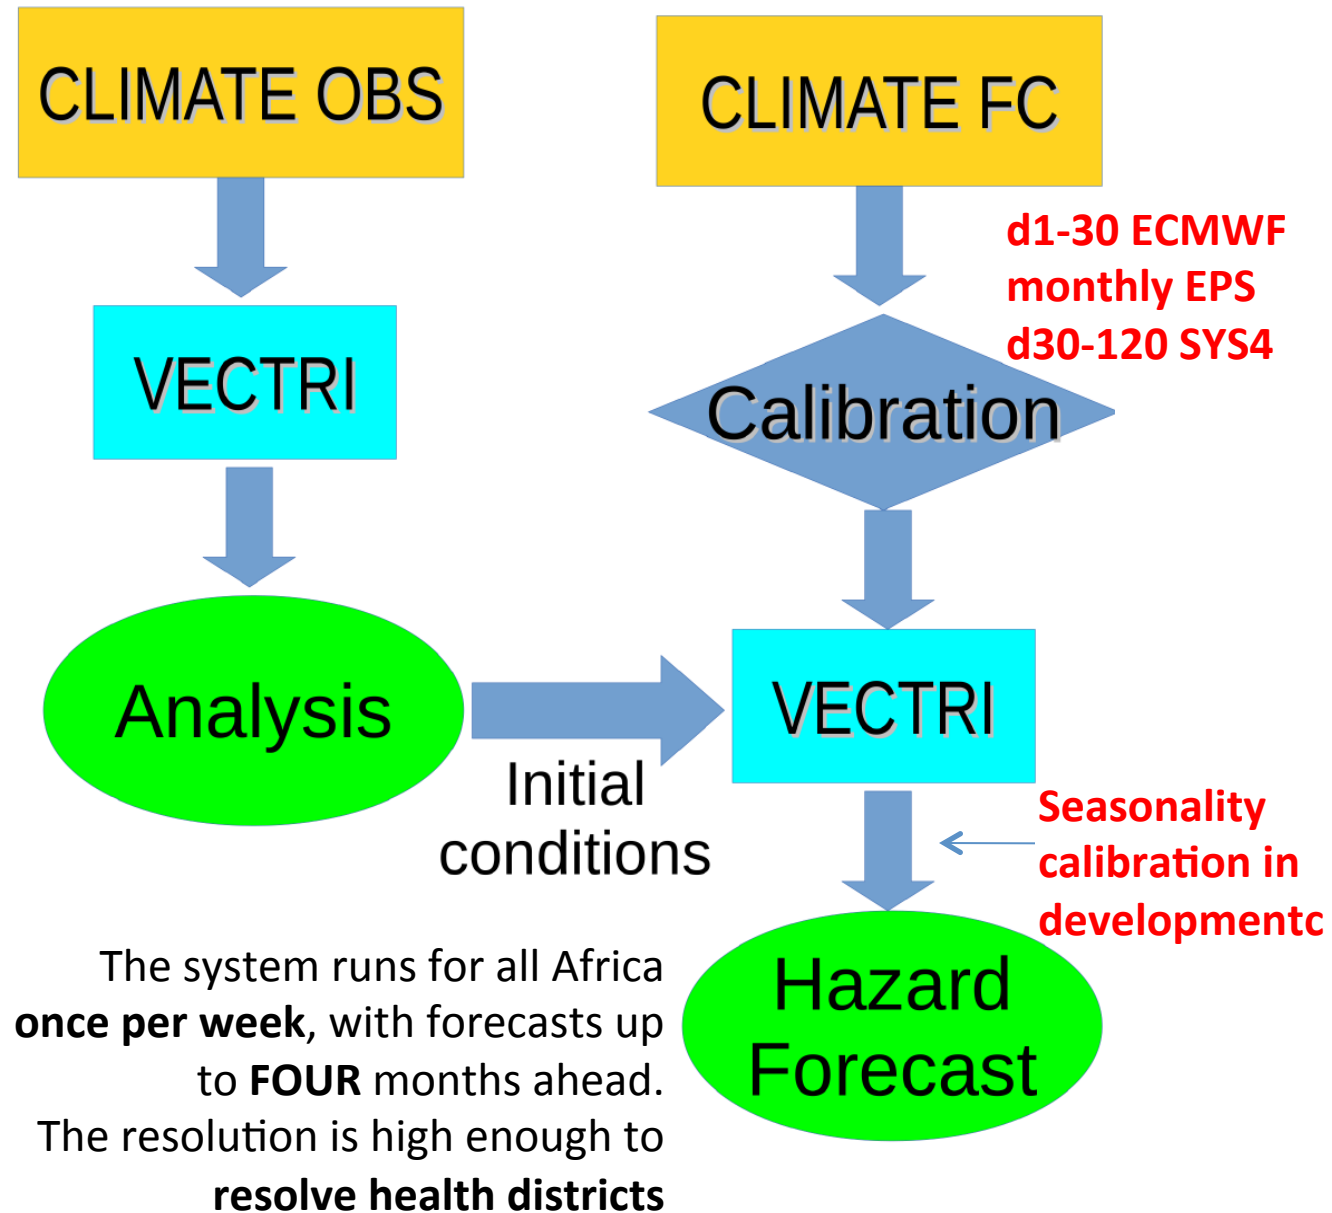 CLIMATE OBS
CLIMATE FC
d1-30 ECMWF
monthly EPS
d30-120 SYS4
VECTRI
Calibration
Analysis
Initial
conditions
VECTRI
Seasonality
calibration in
developmentc
Hazard
Forecast
The system runs for all Africa
once per week, with forecasts up
to FOUR months ahead.
The resolution is high enough to
resolve health districts